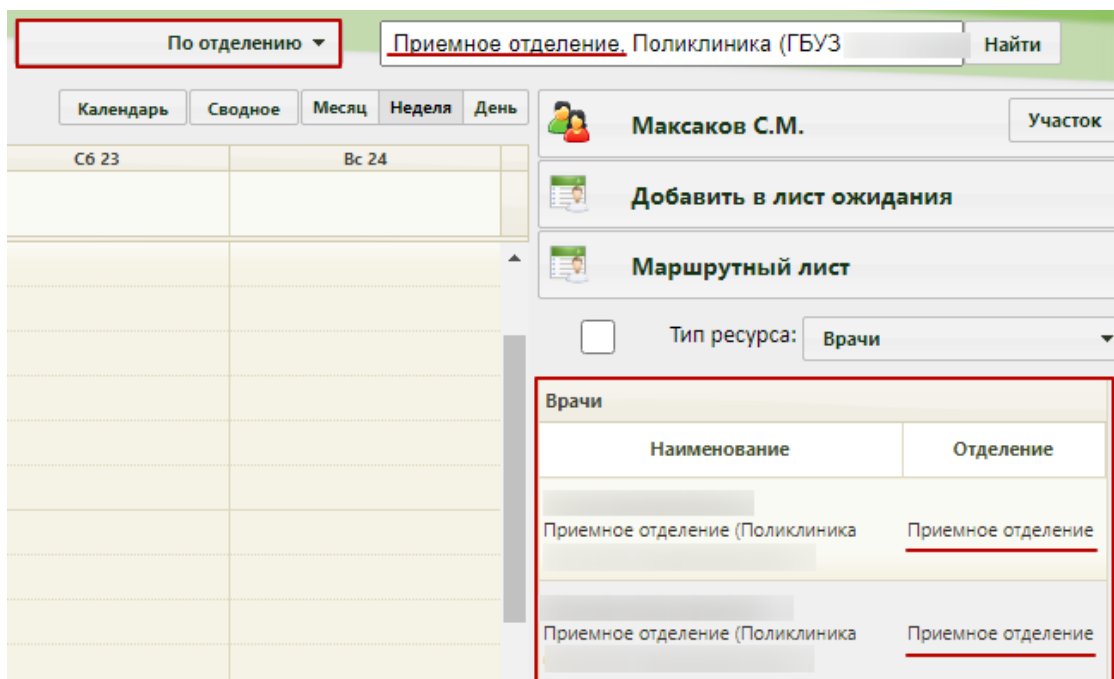 По отделению
Приемное отделение, Поликлиника (ГБУЗ
Найти
Календарь Сводное Месяц Неделя День
Сб 23 Вс 24
Максаков С.М. Участок
Добавить в лист ожидания
Маршрутный лист
Тип ресурса: Врачи
Врачи
Наименование Отделение
Приемное отделение (Поликлиника Приемное отделение
Приемное отделение (Поликлиника Приемное отделение